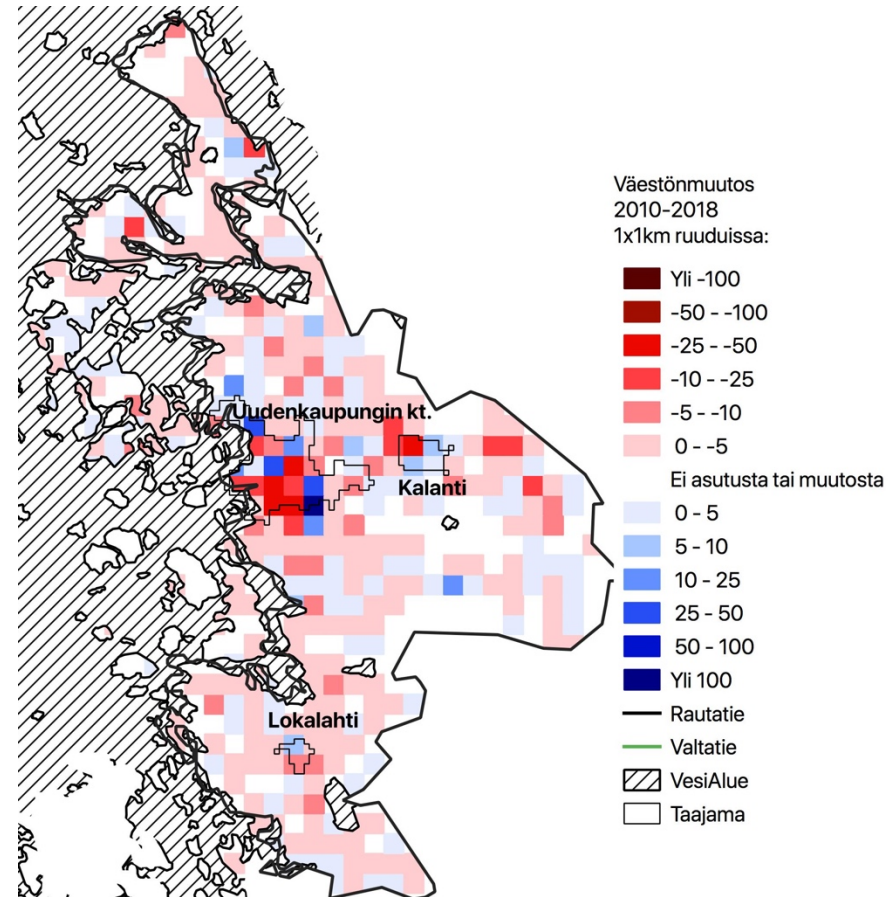 Väestönmuutos
2010-2018
1x1km ruuduissa:
Yli -100
-50 - -100
-25 - -50
-10 - -25
-5 - -10
0 - -5
Ei asutusta tai muutosta
0 - 5
5 - 10
10 - 25
25 - 50
50 - 100
Yli 100
Rautatie
Valtatie
VesiAlue
Taajama
Uudenkaupungin kt.
Kalanti
Lokalahti